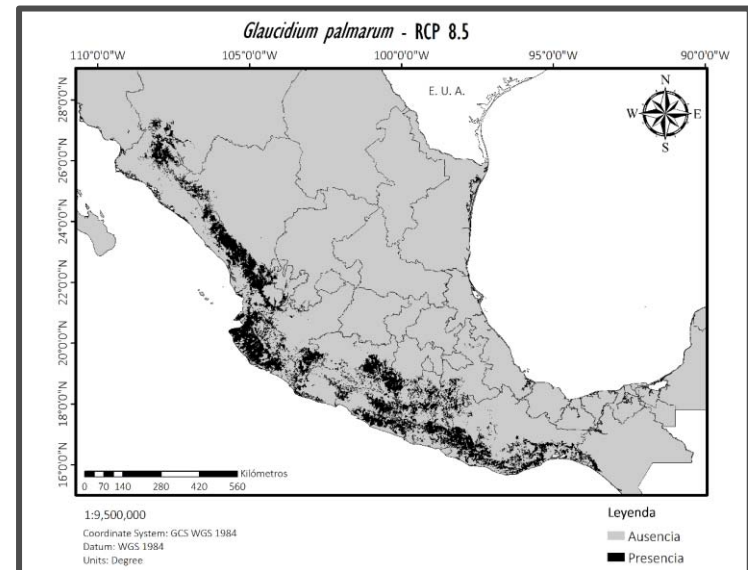 Glaucidium palmarum - RCP 8.5
110°0'0"W 105°0'0"W 100°0'0"W 95°0'0"W 90°0'0"W
E. U. A.
N
W E
S
28°0'0"N
26°0'0"N
24°0'0"N
22°0'0"N
20°0'0"N
18°0'0"N
16°0'0"N
Kilómetros
0 70 140 280 420 560
1:9,500,000
Coordinate System: GCS WGS 1984
Datum: WGS 1984
Units: Degree
Leyenda
Ausencia
Presencia